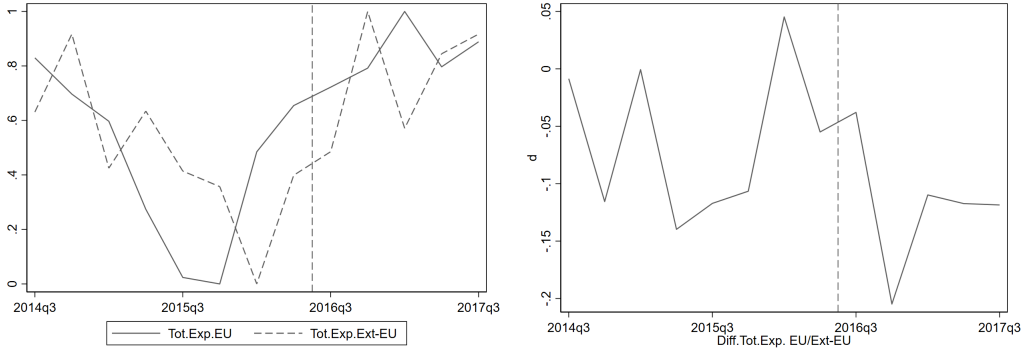 1
.8
.6
.4
.2
0
2014q3 2015q3 2016q3 2017q3
Tot.Exp.EU Tot.Exp.Ext-EU
.05
0
-.05
-.1
-.15
-.2
d
2014q3 2015q3 2016q3 2017q3
Diff.Tot.Exp. EU/Ext-EU